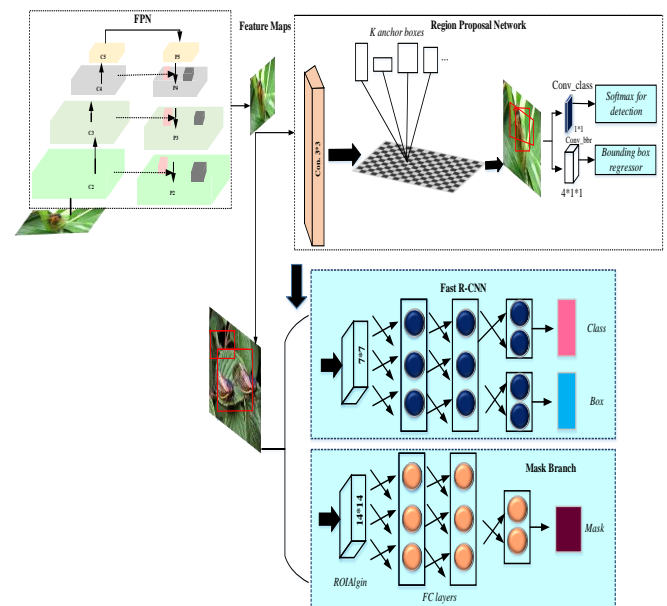 FPN
C5
P5
C4
P4
C3
P3
C2
P2
Feature Maps
Region Proposal Network
K anchor boxes
...
Con. 3*3
Conv_class
1*1
Softmax for
detection
Conv_bbr
4*1*1
Bounding box
regressor
Fast R-CNN
7*7
Class
Box
Mask Branch
14*14
Mask
ROIAlgin
FC layers